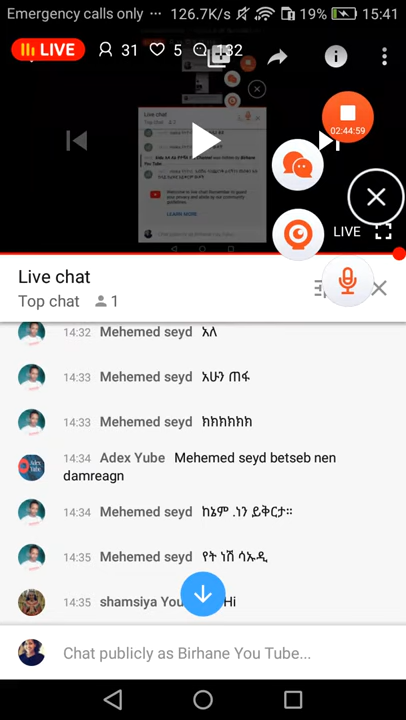 Emergency calls only ... 126.7K/s 19% 15:41
LIVE 31 5 132
02:44:59
LIVE
Live chat
Top chat 1
14:32 Mehemed seyd አለ
14:33 Mehemed seyd አሁን ጠፋ
14:33 Mehemed seyd ክክክክክክ
14:34 Adex Yube Mehemed seyd betseb nen
damreagn
14:34 Mehemed seyd ከኔም .ነን ይቅርታ።
14:35 Mehemed seyd የት ነሽ ሳኡዲ
14:35 shamsiya You Hi
Chat publicly as Birhane You Tube...